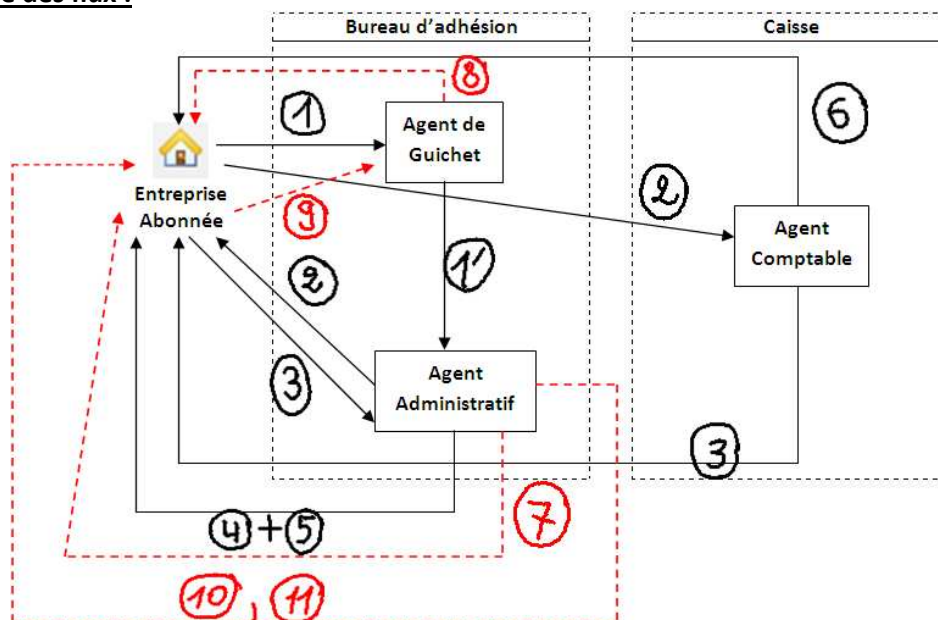 Bureau d'adhésion
Caisse
8
1
6
Agent de
Guichet
2
Entreprise
Abonnée
9
Agent
Comptable
1'
2
3
Agent
Administratif
3
7
4 + 5
10 , 11